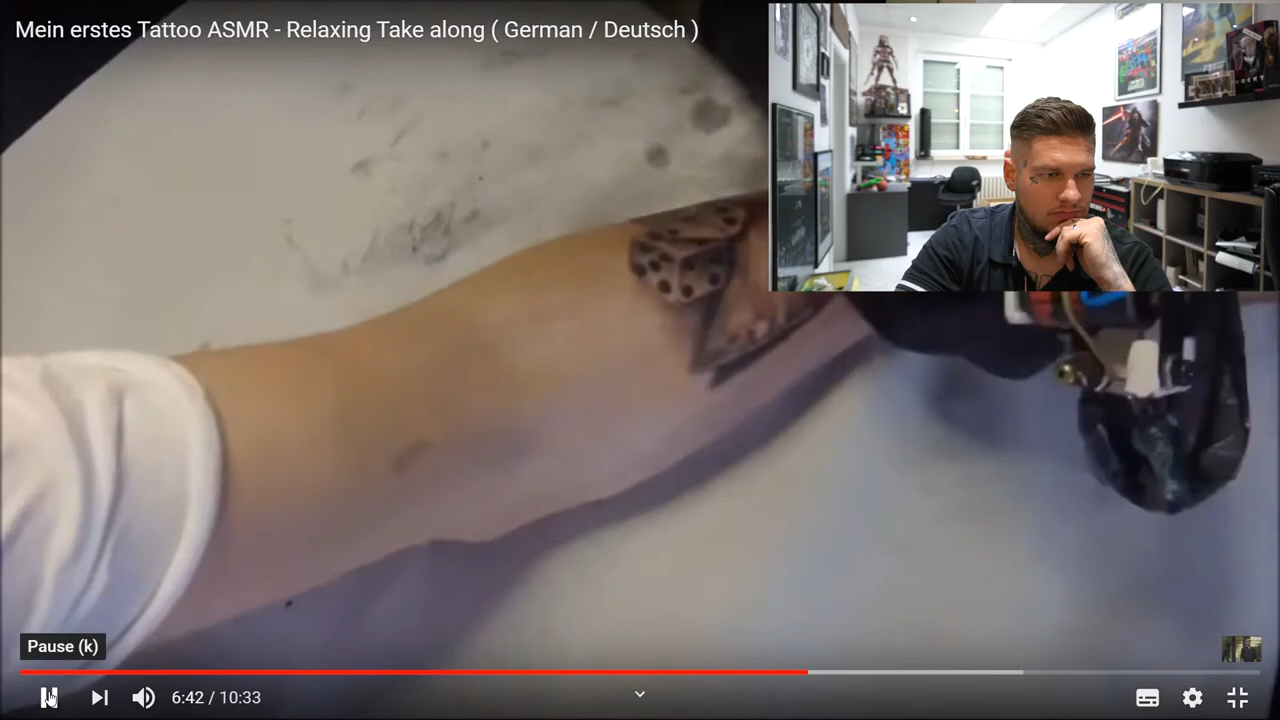 Mein erstes Tattoo ASMR - Relaxing Take along ( German / Deutsch )
Pause (k)
6:42 / 10:33